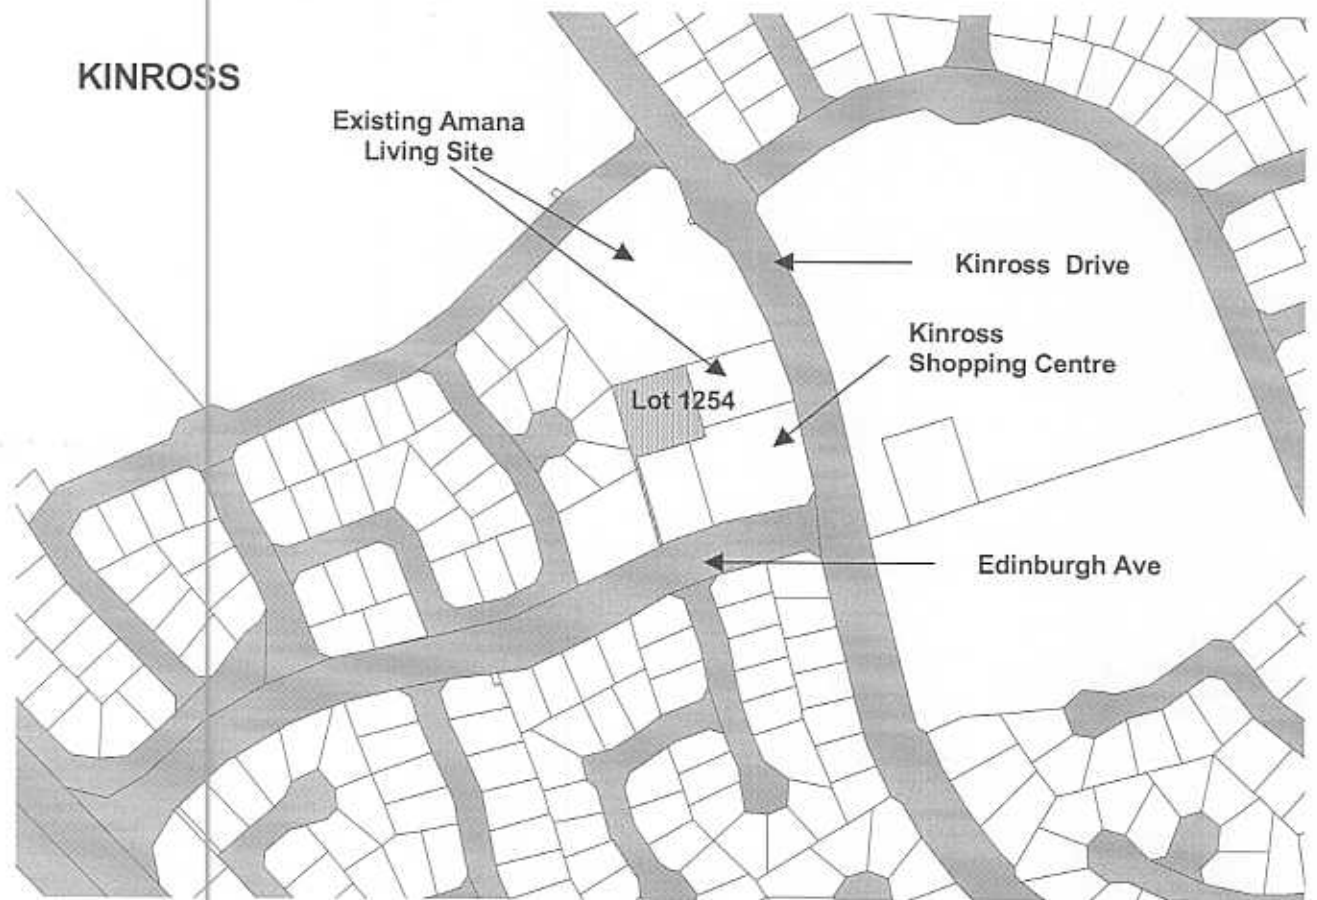 KINROSS
Existing Amana
Living Site
Kinross Drive
Kinross
Shopping Centre
Lot 1254
Edinburgh Ave